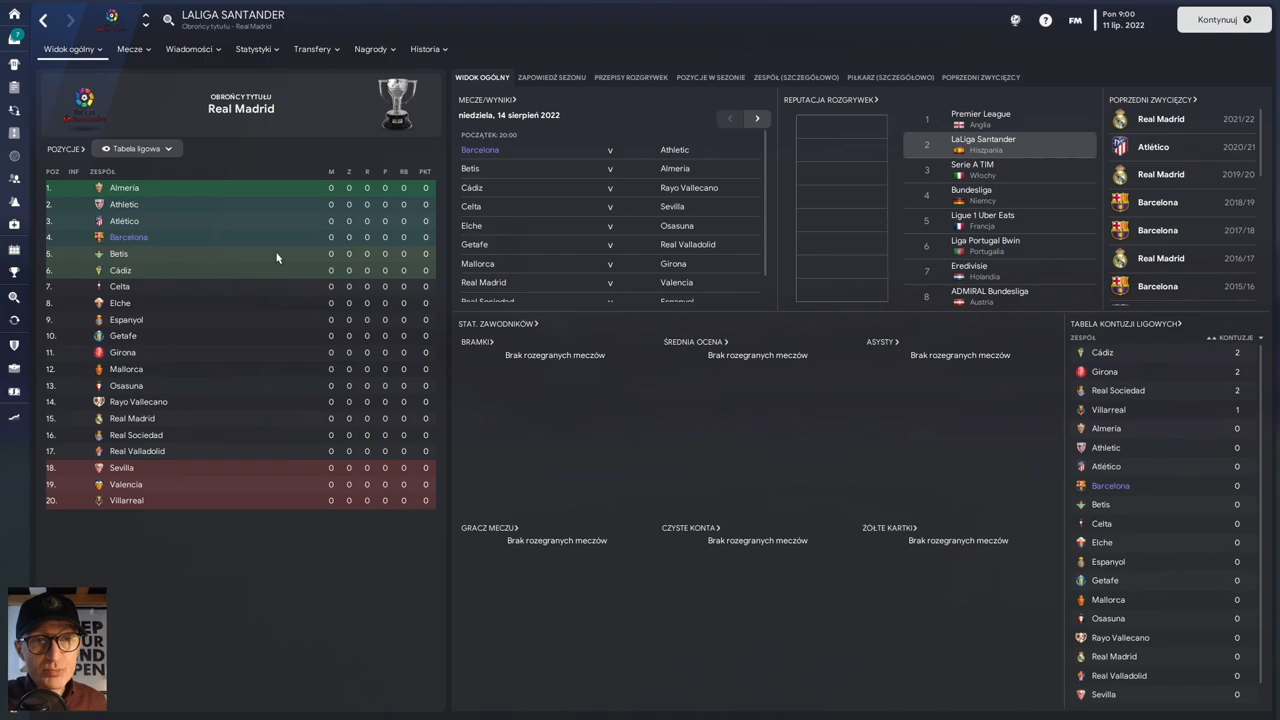 LALIGA SANTANDER
Obrońcy tytułu - Real Madrid
7
FM
Pon 9:00
11 lip. 2022
Kontynuuj
Widok ogólny
Mecze
Wiadomości
Statystyki
Transfery
Nagrody
Historia
OBROŃCY TYTUŁU
Real Madrid
POZYCJE
Tabela ligowa
POZ INF ZESPÓŁ M Z R P RB PKT
1. Almería 0 0 0 0 0 0
2. Athletic 0 0 0 0 0 0
3. Atlético 0 0 0 0 0 0
4. Barcelona 0 0 0 0 0 0
5. Betis 0 0 0 0 0 0
6. Cádiz 0 0 0 0 0 0
7. Celta 0 0 0 0 0 0
8. Elche 0 0 0 0 0 0
9. Espanyol 0 0 0 0 0 0
10. Getafe 0 0 0 0 0 0
11. Girona 0 0 0 0 0 0
12. Mallorca 0 0 0 0 0 0
13. Osasuna 0 0 0 0 0 0
14. Rayo Vallecano 0 0 0 0 0 0
15. Real Madrid 0 0 0 0 0 0
16. Real Sociedad 0 0 0 0 0 0
17. Real Valladolid 0 0 0 0 0 0
18. Sevilla 0 0 0 0 0 0
19. Valencia 0 0 0 0 0 0
20. Villarreal 0 0 0 0 0 0
WIDOK OGÓLNY
ZAPOWIEDŹ SEZONU
PRZEPISY ROZGRYWEK
POZYCJE W SEZONIE
ZESPÓŁ (SZCZEGÓŁOWO)
PIŁKARZ (SZCZEGÓŁOWO)
POPRZEDNI ZWYCIĘZCY
MECZE/WYNIKI
niedziela, 14 sierpień 2022
POCZĄTEK: 20:00
Barcelona v Athletic
Betis v Almería
Cádiz v Rayo Vallecano
Celta v Sevilla
Elche v Osasuna
Getafe v Real Valladolid
Mallorca v Girona
Real Madrid v Valencia
Real Sociedad v Espanyol
REPUTACJA ROZGRYWEK
1 Premier League
Anglia
2 LaLiga Santander
Hiszpania
3 Serie A TIM
Włochy
4 Bundesliga
Niemcy
5 Ligue 1 Uber Eats
Francja
6 Liga Portugal Bwin
Portugalia
7 Eredivisie
Holandia
8 ADMIRAL Bundesliga
Austria
POPRZEDNI ZWYCIĘZCY
Real Madrid 2021/22
Atlético 2020/21
Real Madrid 2019/20
Barcelona 2018/19
Barcelona 2017/18
Real Madrid 2016/17
Barcelona 2015/16
STAT. ZAWODNIKÓW
BRAMKI
Brak rozegranych meczów
ŚREDNIA OCENA
Brak rozegranych meczów
ASYSTY
Brak rozegranych meczów
GRACZ MECZU
Brak rozegranych meczów
CZYSTE KONTA
Brak rozegranych meczów
ŻÓŁTE KARTKI
Brak rozegranych meczów
TABELA KONTUZJI LIGOWYCH
ZESPÓŁ KONTUZJE
Cádiz 2
Girona 2
Real Sociedad 2
Villarreal 1
Almería 0
Athletic 0
Atlético 0
Barcelona 0
Betis 0
Celta 0
Elche 0
Espanyol 0
Getafe 0
Mallorca 0
Osasuna 0
Rayo Vallecano 0
Real Madrid 0
Real Valladolid 0
Sevilla 0